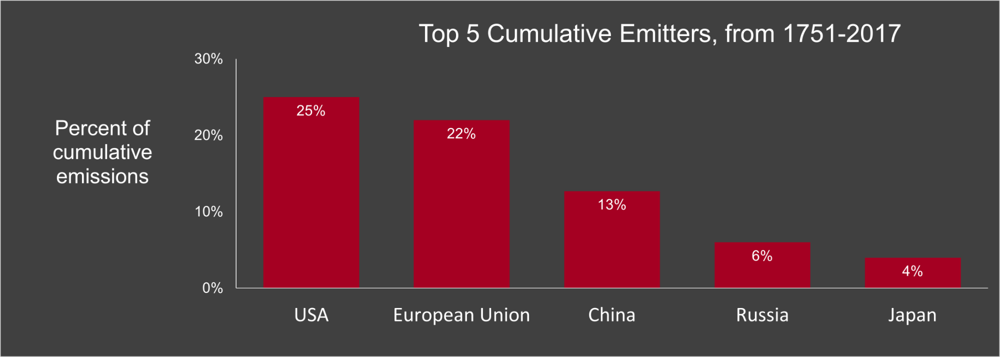 Top 5 Cumulative Emitters, from 1751-2017
Percent of
cumulative
emissions
30%
20%
10%
0%
25%
22%
13%
6%
4%
USA
European Union
China
Russia
Japan